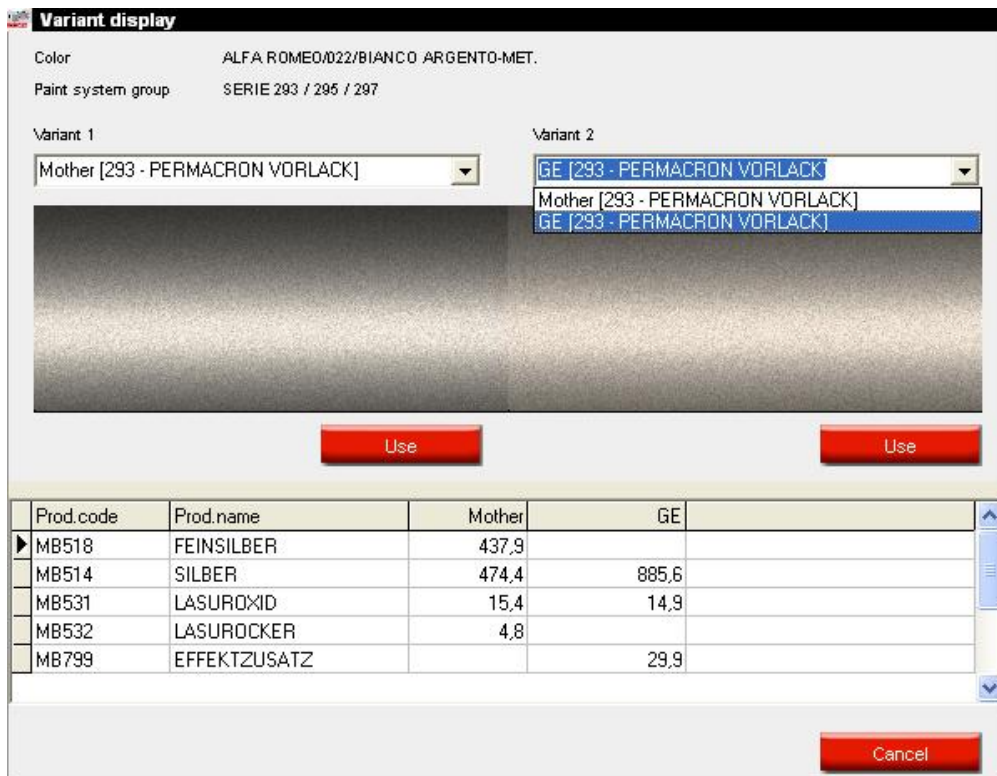 Variant display
Color ALFA ROMEO/022/BIANCO ARGENTO-MET.
Paint system group SERIE 293 / 295 / 297
Variant 1 Variant 2
Mother [293 - PERMACRON VORLACK] GE [293 - PERMACRON VORLACK]
Mother [293 - PERMACRON VORLACK]
GE [293 - PERMACRON VORLACK]
Use Use
Prod.code Prod.name Mother GE
MB518 FEINSILBER 437,9
MB514 SILBER 474,4 885,6
MB531 LASUROXID 15,4 14,9
MB532 LASUROCKER 4,8
MB799 EFFEKTZUSATZ 29,9
Cancel